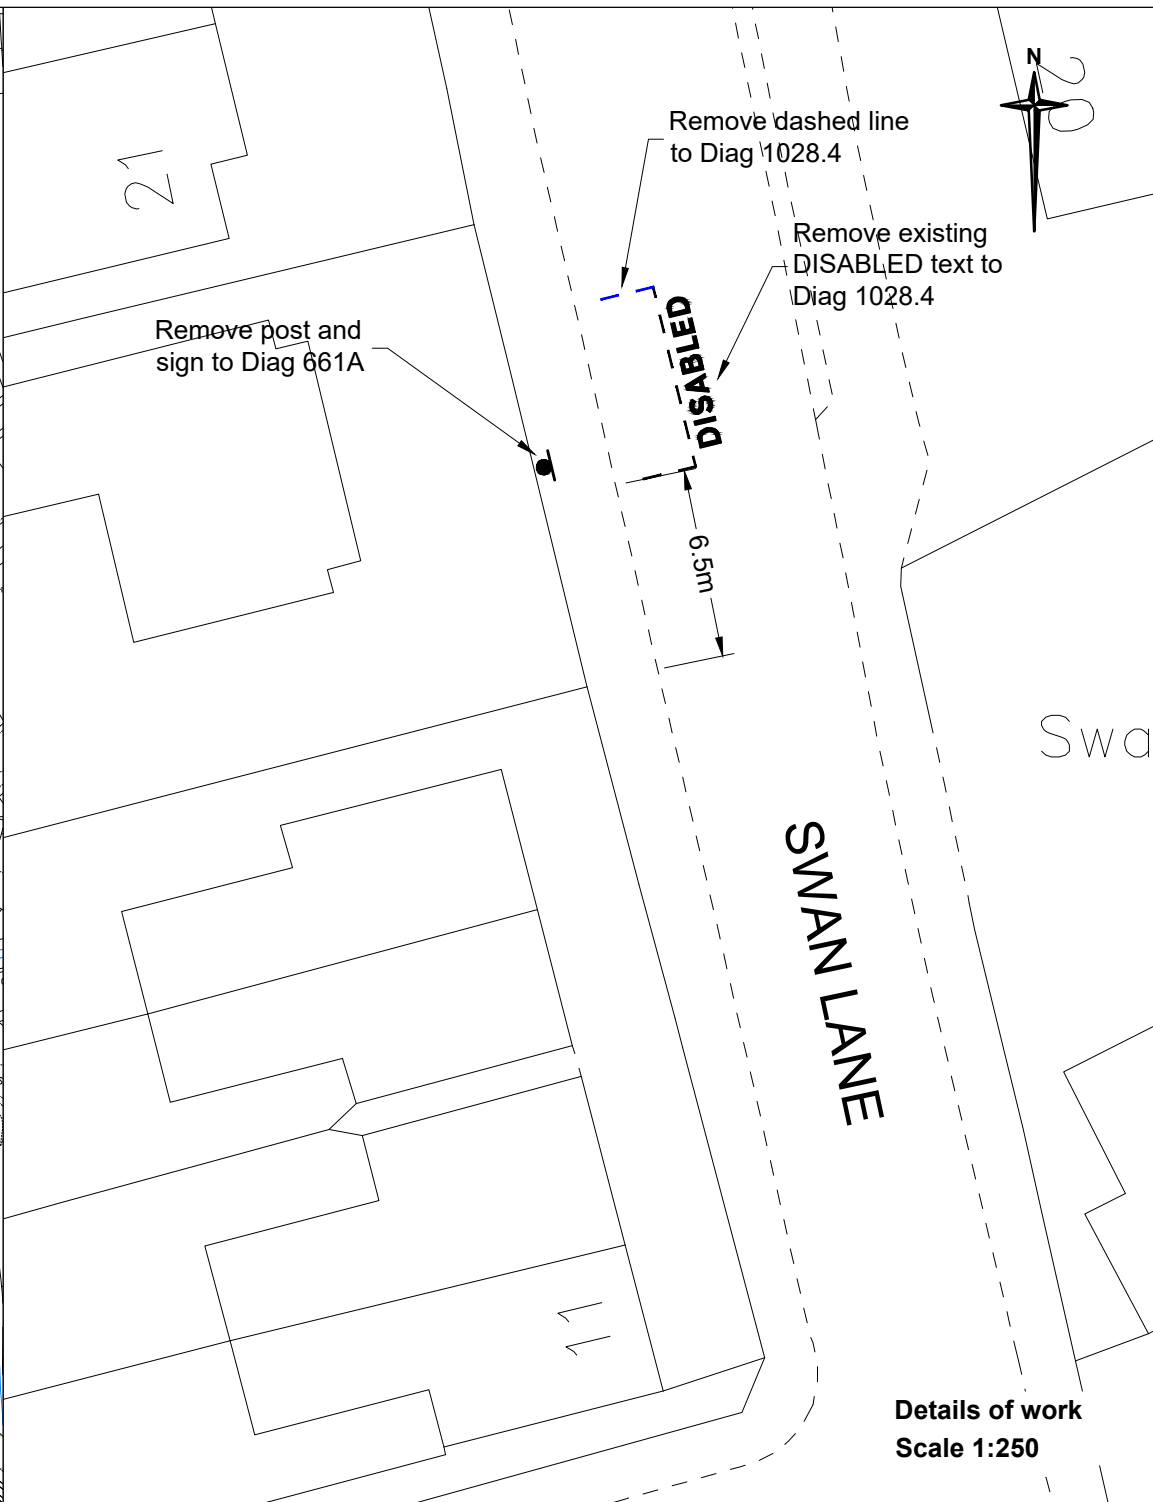 N
20
Remove dashed line
to Diag 1028.4
21
Remove existing
DISABLED text to
Diag 1028.4
DISABLED
Remove post and
sign to Diag 661A
6.5m
Swa
SWAN LANE
11
Details of work
Scale 1:250